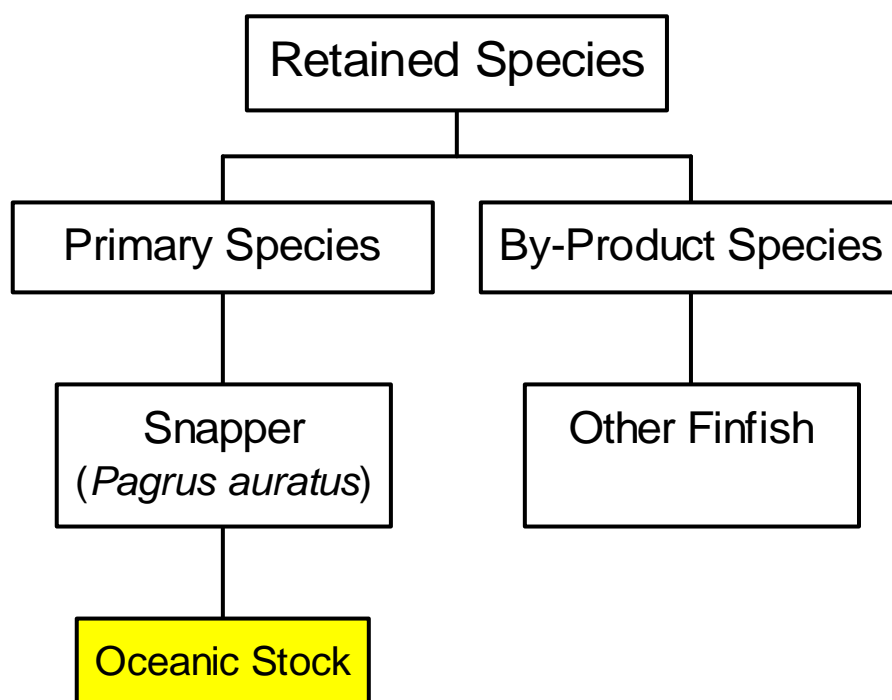 Retained Species
Primary Species
By-Product Species
Snapper
(Pagrus auratus)
Other Finfish
Oceanic Stock